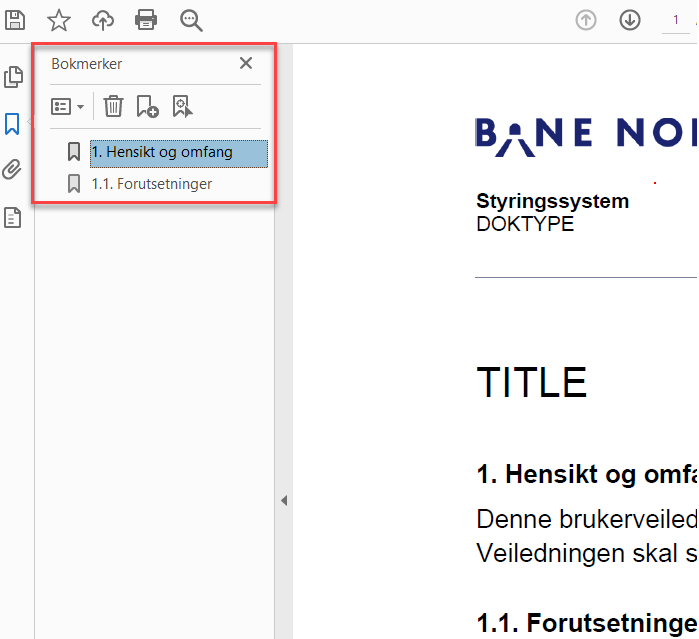 1
Bokmerker
1. Hensikt og omfang
1.1. Forutsetninger
BANE NO
Styringssystem
DOKTYPE
TITLE
1. Hensikt og omfa
Denne brukerveiled
Veiledningen skal s
1.1. Forutsetninge